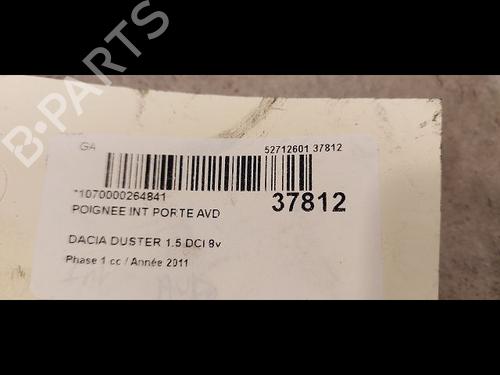 B-PARTS
GA
52712601 37812
*1070000264841
37812
POIGNEE INT PORTE AVD
DACIA DUSTER 1.5 DCI 8v
Phase 1 cc / Année 2011